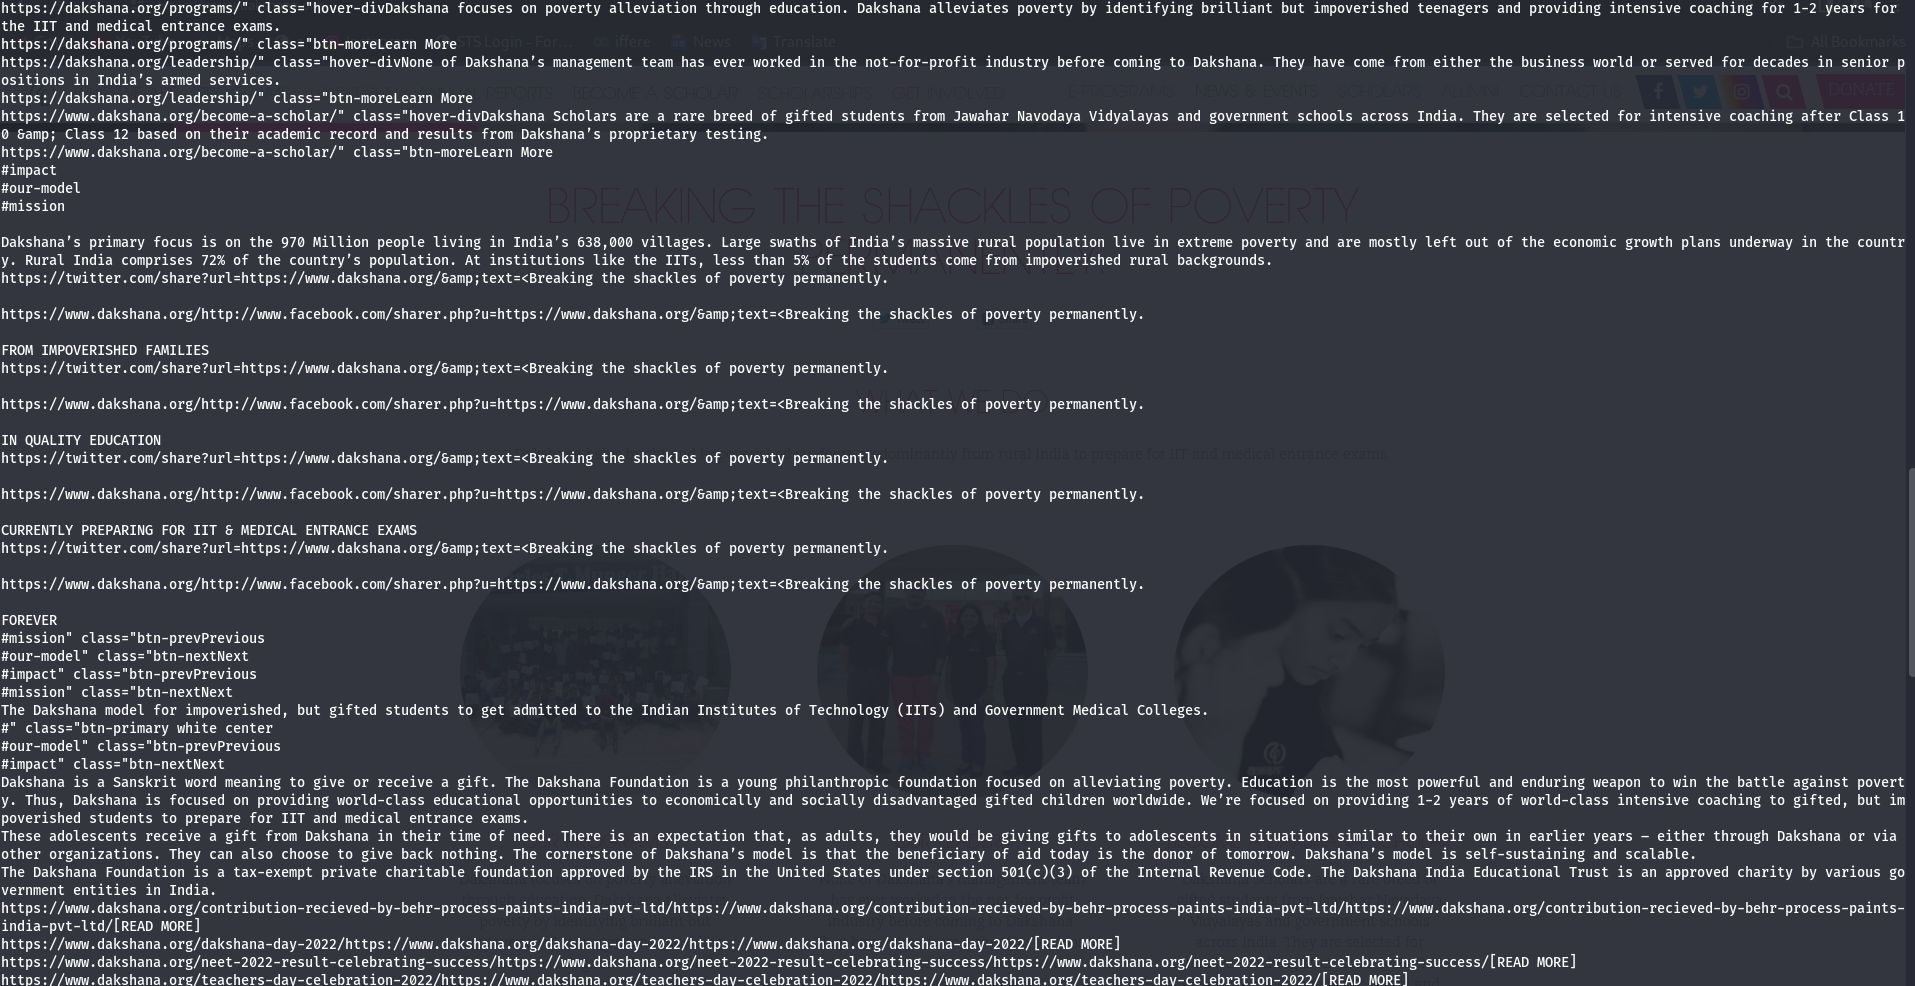 https://dakshana.org/programs/" class="hover-divDakshana focuses on poverty alleviation through education. Dakshana alleviates poverty by identifying brilliant but impoverished teenagers and providing intensive coaching for 1-2 years for
the IIT and medical entrance exams.
https://dakshana.org/programs/" class="btn-moreLearn More
STS Login - For... iffere News Translate All Bookmarks
https://dakshana.org/leadership/" class="hover-divNone of Dakshana’s management team has ever worked in the not-for-profit industry before coming to Dakshana. They have come from either the business world or served for decades in senior p
ositions in India’s armed services.
https://dakshana.org/leadership/" class="btn-moreLearn More
DONATE
https://www.dakshana.org/become-a-scholar/" class="hover-divDakshana Scholars are a rare breed of gifted students from Jawahar Navodaya Vidyalayas and government schools across India. They are selected for intensive coaching after Class 1
0 &amp; Class 12 based on their academic record and results from Dakshana’s proprietary testing.
https://www.dakshana.org/become-a-scholar/" class="btn-moreLearn More
#impact
#our-model
#mission
BREAKING THE SHACKLES OF POVERTY
Dakshana’s primary focus is on the 970 Million people living in India’s 638,000 villages. Large swaths of India’s massive rural population live in extreme poverty and are mostly left out of the economic growth plans underway in the countr
y. Rural India comprises 72% of the country’s population. At institutions like the IITs, less than 5% of the students come from impoverished rural backgrounds.
https://twitter.com/share?url=https://www.dakshana.org/&amp;text=<Breaking the shackles of poverty permanently.
https://www.dakshana.org/http://www.facebook.com/sharer.php?u=https://www.dakshana.org/&amp;text=<Breaking the shackles of poverty permanently.
FROM IMPOVERISHED FAMILIES
https://twitter.com/share?url=https://www.dakshana.org/&amp;text=<Breaking the shackles of poverty permanently.
https://www.dakshana.org/http://www.facebook.com/sharer.php?u=https://www.dakshana.org/&amp;text=<Breaking the shackles of poverty permanently.
IN QUALITY EDUCATION
https://twitter.com/share?url=https://www.dakshana.org/&amp;text=<Breaking the shackles of poverty permanently.
from rural India to prepare for IIT and medical entrance exams.
https://www.dakshana.org/http://www.facebook.com/sharer.php?u=https://www.dakshana.org/&amp;text=<Breaking the shackles of poverty permanently.
CURRENTLY PREPARING FOR IIT & MEDICAL ENTRANCE EXAMS
https://twitter.com/share?url=https://www.dakshana.org/&amp;text=<Breaking the shackles of poverty permanently.
https://www.dakshana.org/http://www.facebook.com/sharer.php?u=https://www.dakshana.org/&amp;text=<Breaking the shackles of poverty permanently.
FOREVER
#mission" class="btn-prevPrevious
#our-model" class="btn-nextNext
#impact" class="btn-prevPrevious
#mission" class="btn-nextNext
The Dakshana model for impoverished, but gifted students to get admitted to the Indian Institutes of Technology (IITs) and Government Medical Colleges.
#" class="btn-primary white center
#our-model" class="btn-prevPrevious
#impact" class="btn-nextNext
Dakshana is a Sanskrit word meaning to give or receive a gift. The Dakshana Foundation is a young philanthropic foundation focused on alleviating poverty. Education is the most powerful and enduring weapon to win the battle against povert
y. Thus, Dakshana is focused on providing world-class educational opportunities to economically and socially disadvantaged gifted children worldwide. We’re focused on providing 1-2 years of world-class intensive coaching to gifted, but im
poverished students to prepare for IIT and medical entrance exams.
These adolescents receive a gift from Dakshana in their time of need. There is an expectation that, as adults, they would be giving gifts to adolescents in situations similar to their own in earlier years – either through Dakshana or via
other organizations. They can also choose to give back nothing. The cornerstone of Dakshana’s model is that the beneficiary of aid today is the donor of tomorrow. Dakshana’s model is self-sustaining and scalable.
The Dakshana Foundation is a tax-exempt private charitable foundation approved by the IRS in the United States under section 501(c)(3) of the Internal Revenue Code. The Dakshana India Educational Trust is an approved charity by various go
vernment entities in India.
https://www.dakshana.org/contribution-recieved-by-behr-process-paints-india-pvt-ltd/https://www.dakshana.org/contribution-recieved-by-behr-process-paints-india-pvt-ltd/https://www.dakshana.org/contribution-recieved-by-behr-process-paints-
india-pvt-ltd/[READ MORE]
https://www.dakshana.org/dakshana-day-2022/https://www.dakshana.org/dakshana-day-2022/https://www.dakshana.org/dakshana-day-2022/[READ MORE]
https://www.dakshana.org/neet-2022-result-celebrating-success/https://www.dakshana.org/neet-2022-result-celebrating-success/https://www.dakshana.org/neet-2022-result-celebrating-success/[READ MORE]
https://www.dakshana.org/teachers-day-celebration-2022/https://www.dakshana.org/teachers-day-celebration-2022/https://www.dakshana.org/teachers-day-celebration-2022/[READ MORE]